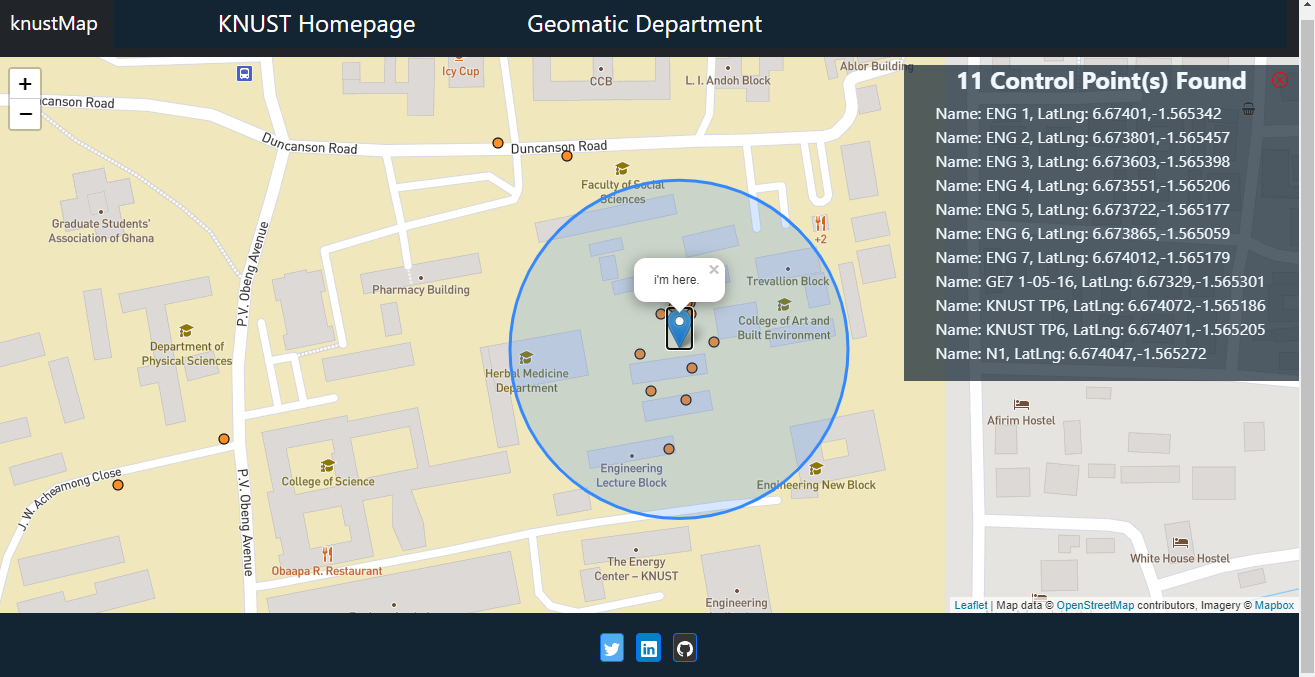 knustMap
KNUST Homepage
Geomatic Department
+
−
11 Control Point(s) Found
Name: ENG 1, LatLng: 6.67401,-1.565342
Name: ENG 2, LatLng: 6.673801,-1.565457
Name: ENG 3, LatLng: 6.673603,-1.565398
Name: ENG 4, LatLng: 6.673551,-1.565206
Name: ENG 5, LatLng: 6.673722,-1.565177
Name: ENG 6, LatLng: 6.673865,-1.565059
Name: ENG 7, LatLng: 6.674012,-1.565179
Name: GE7 1-05-16, LatLng: 6.67329,-1.565301
Name: KNUST TP6, LatLng: 6.674072,-1.565186
Name: KNUST TP6, LatLng: 6.674071,-1.565205
Name: N1, LatLng: 6.674047,-1.565272
Icy Cup
CCB
L. I. Andoh Block
Ablor Building
canson Road
Duncanson Road
Duncanson Road
Faculty of Social
Sciences
Graduate Students'
Association of Ghana
+2
P.V. Obeng Avenue
Pharmacy Building
i'm here.
×
Trevallion Block
College of Art and
Built Environment
Department of
Physical Sciences
Herbal Medicine
Department
Afirim Hostel
J. W. Acheamong Close
P.V. Obeng Avenue
College of Science
Engineering
Lecture Block
Engineering New Block
Obaapa R. Restaurant
The Energy
Center – KNUST
White House Hostel
Engineering
Leaflet | Map data © OpenStreetMap contributors, Imagery © Mapbox
in